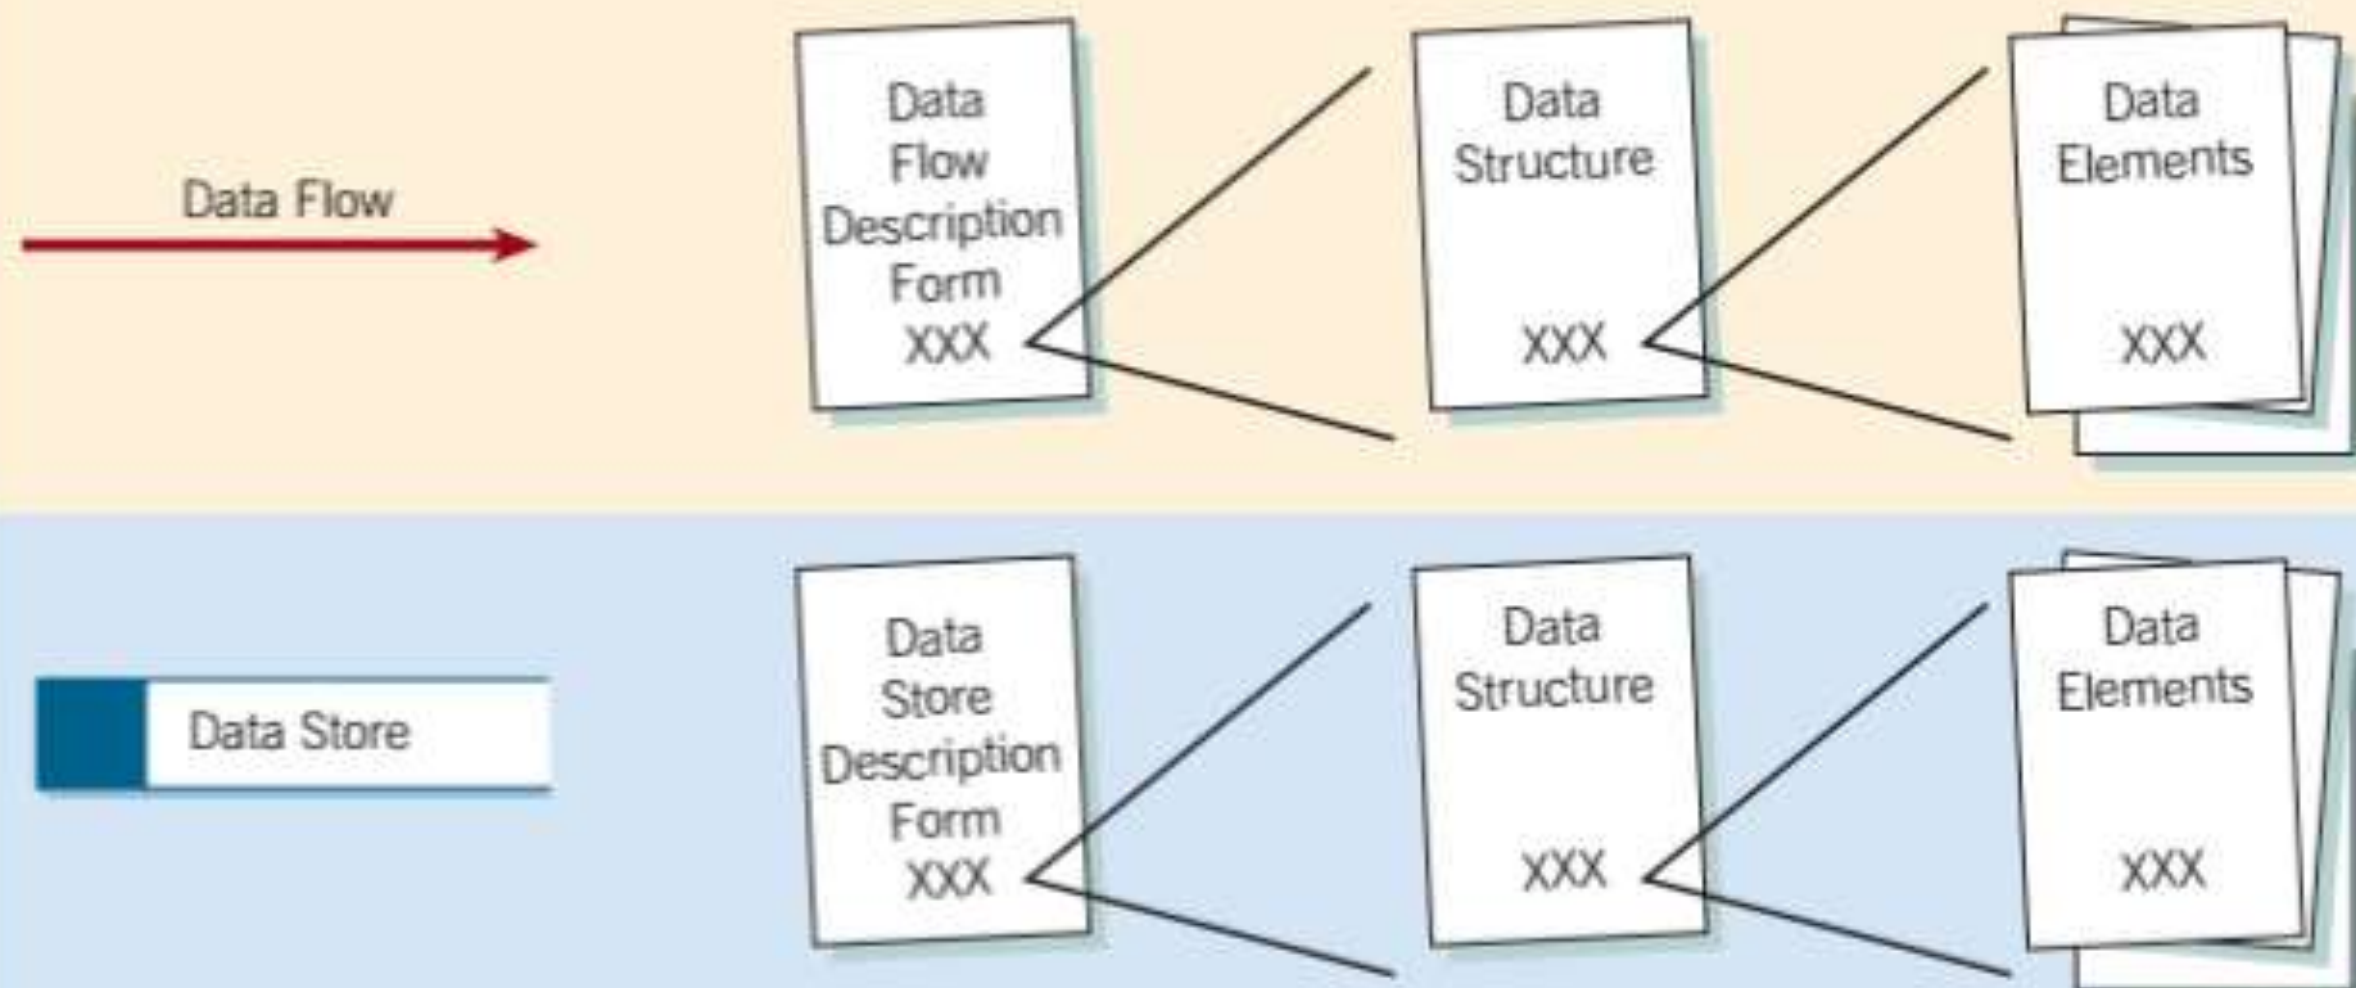 Data Flow
Data
Flow
Description
Form
XXX
Data
Structure
XXX
Data
Elements
XXX
Data Store
Data
Store
Description
Form
XXX
Data
Structure
XXX
Data
Elements
XXX